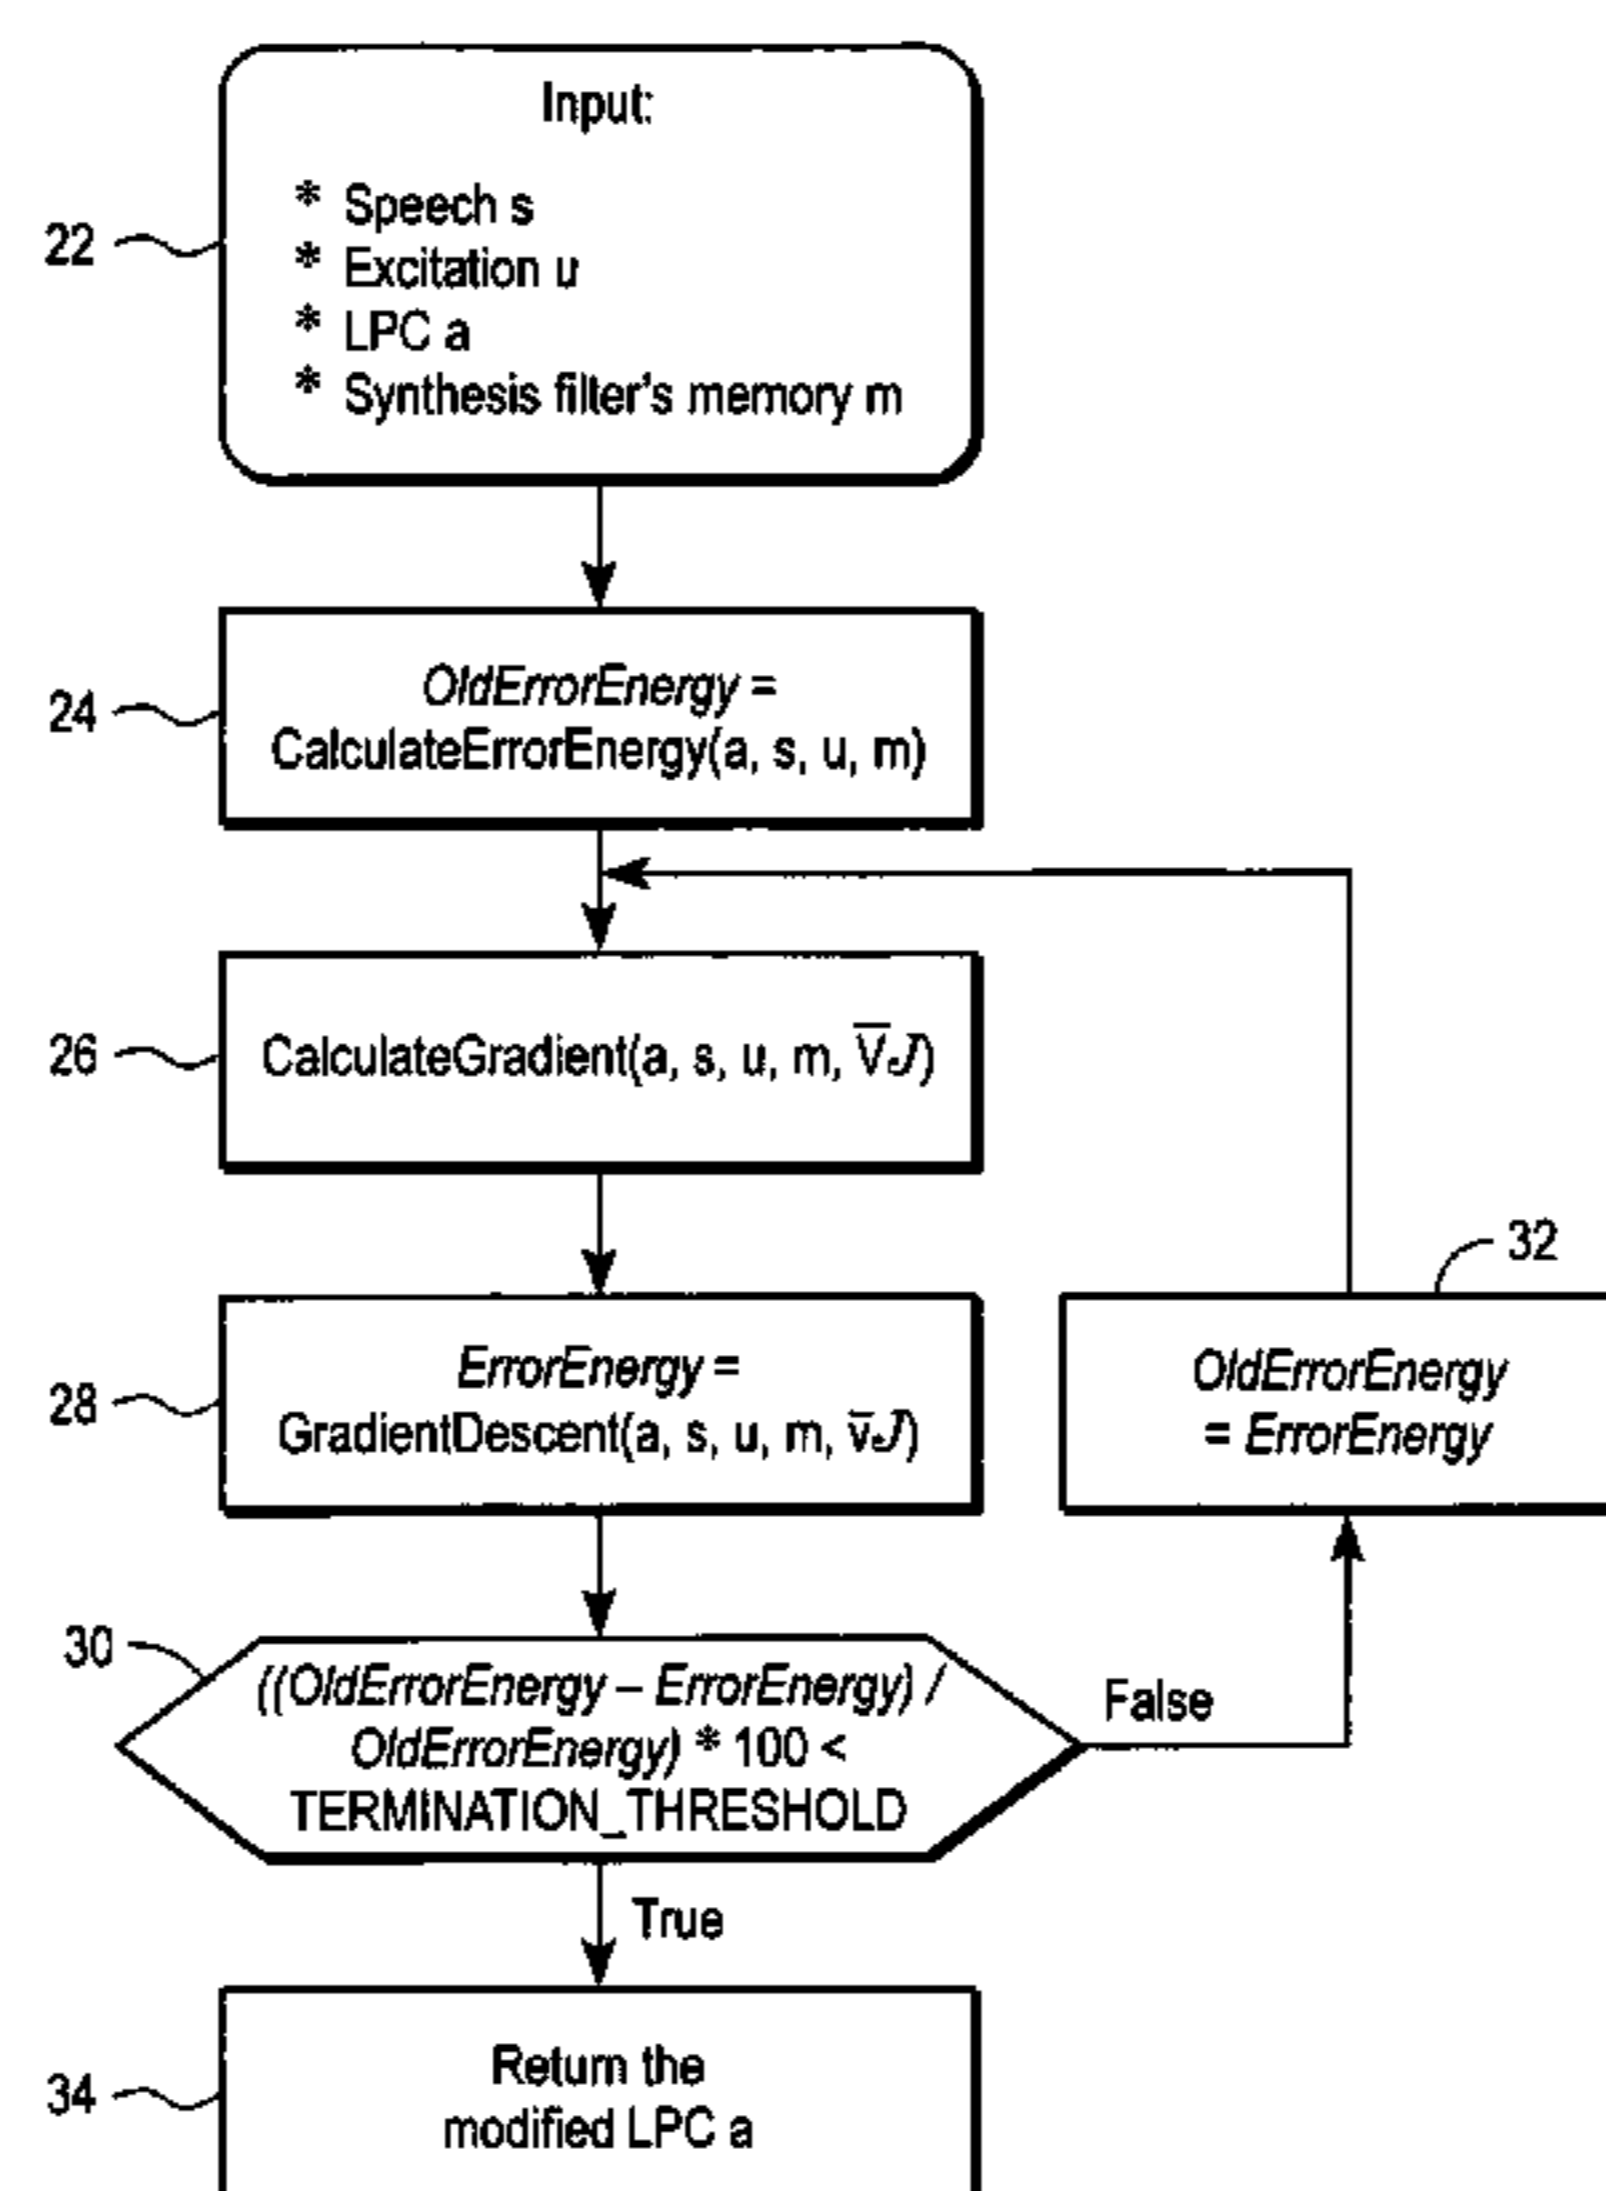 Input:
22
* Speech s
* Excitation u
* LPC a
* Synthesis filter's memory m
24
OldErrorEnergy =
CalculateErrorEnergy(a, s, u, m)
26
CalculateGradient(a, s, u, m, V̅J)
32
28
ErrorEnergy =
GradientDescent(a, s, u, m, v̅J)
OldErrorEnergy
= ErrorEnergy
30
((OldErrorEnergy – ErrorEnergy) /
OldErrorEnergy) * 100 <
TERMINATION_THRESHOLD
False
True
34
Return the
modified LPC a